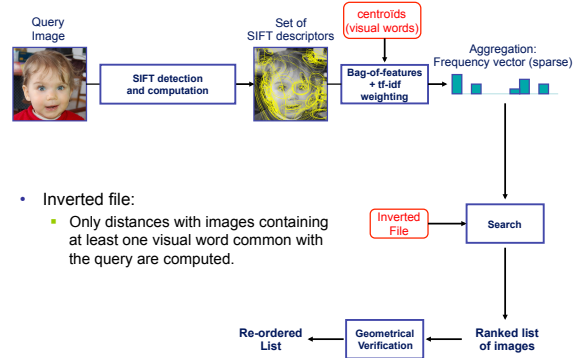 Query
Image
Set of
SIFT descriptors
centroïds
(visual words)
Aggregation:
Frequency vector (sparse)
SIFT detection
and computation
Bag-of-features
+ tf-idf
weighting
• Inverted file:
▪ Only distances with images containing
at least one visual word common with
the query are computed.
Inverted
File
Search
Re-ordered
List
Geometrical
Verification
Ranked list
of images